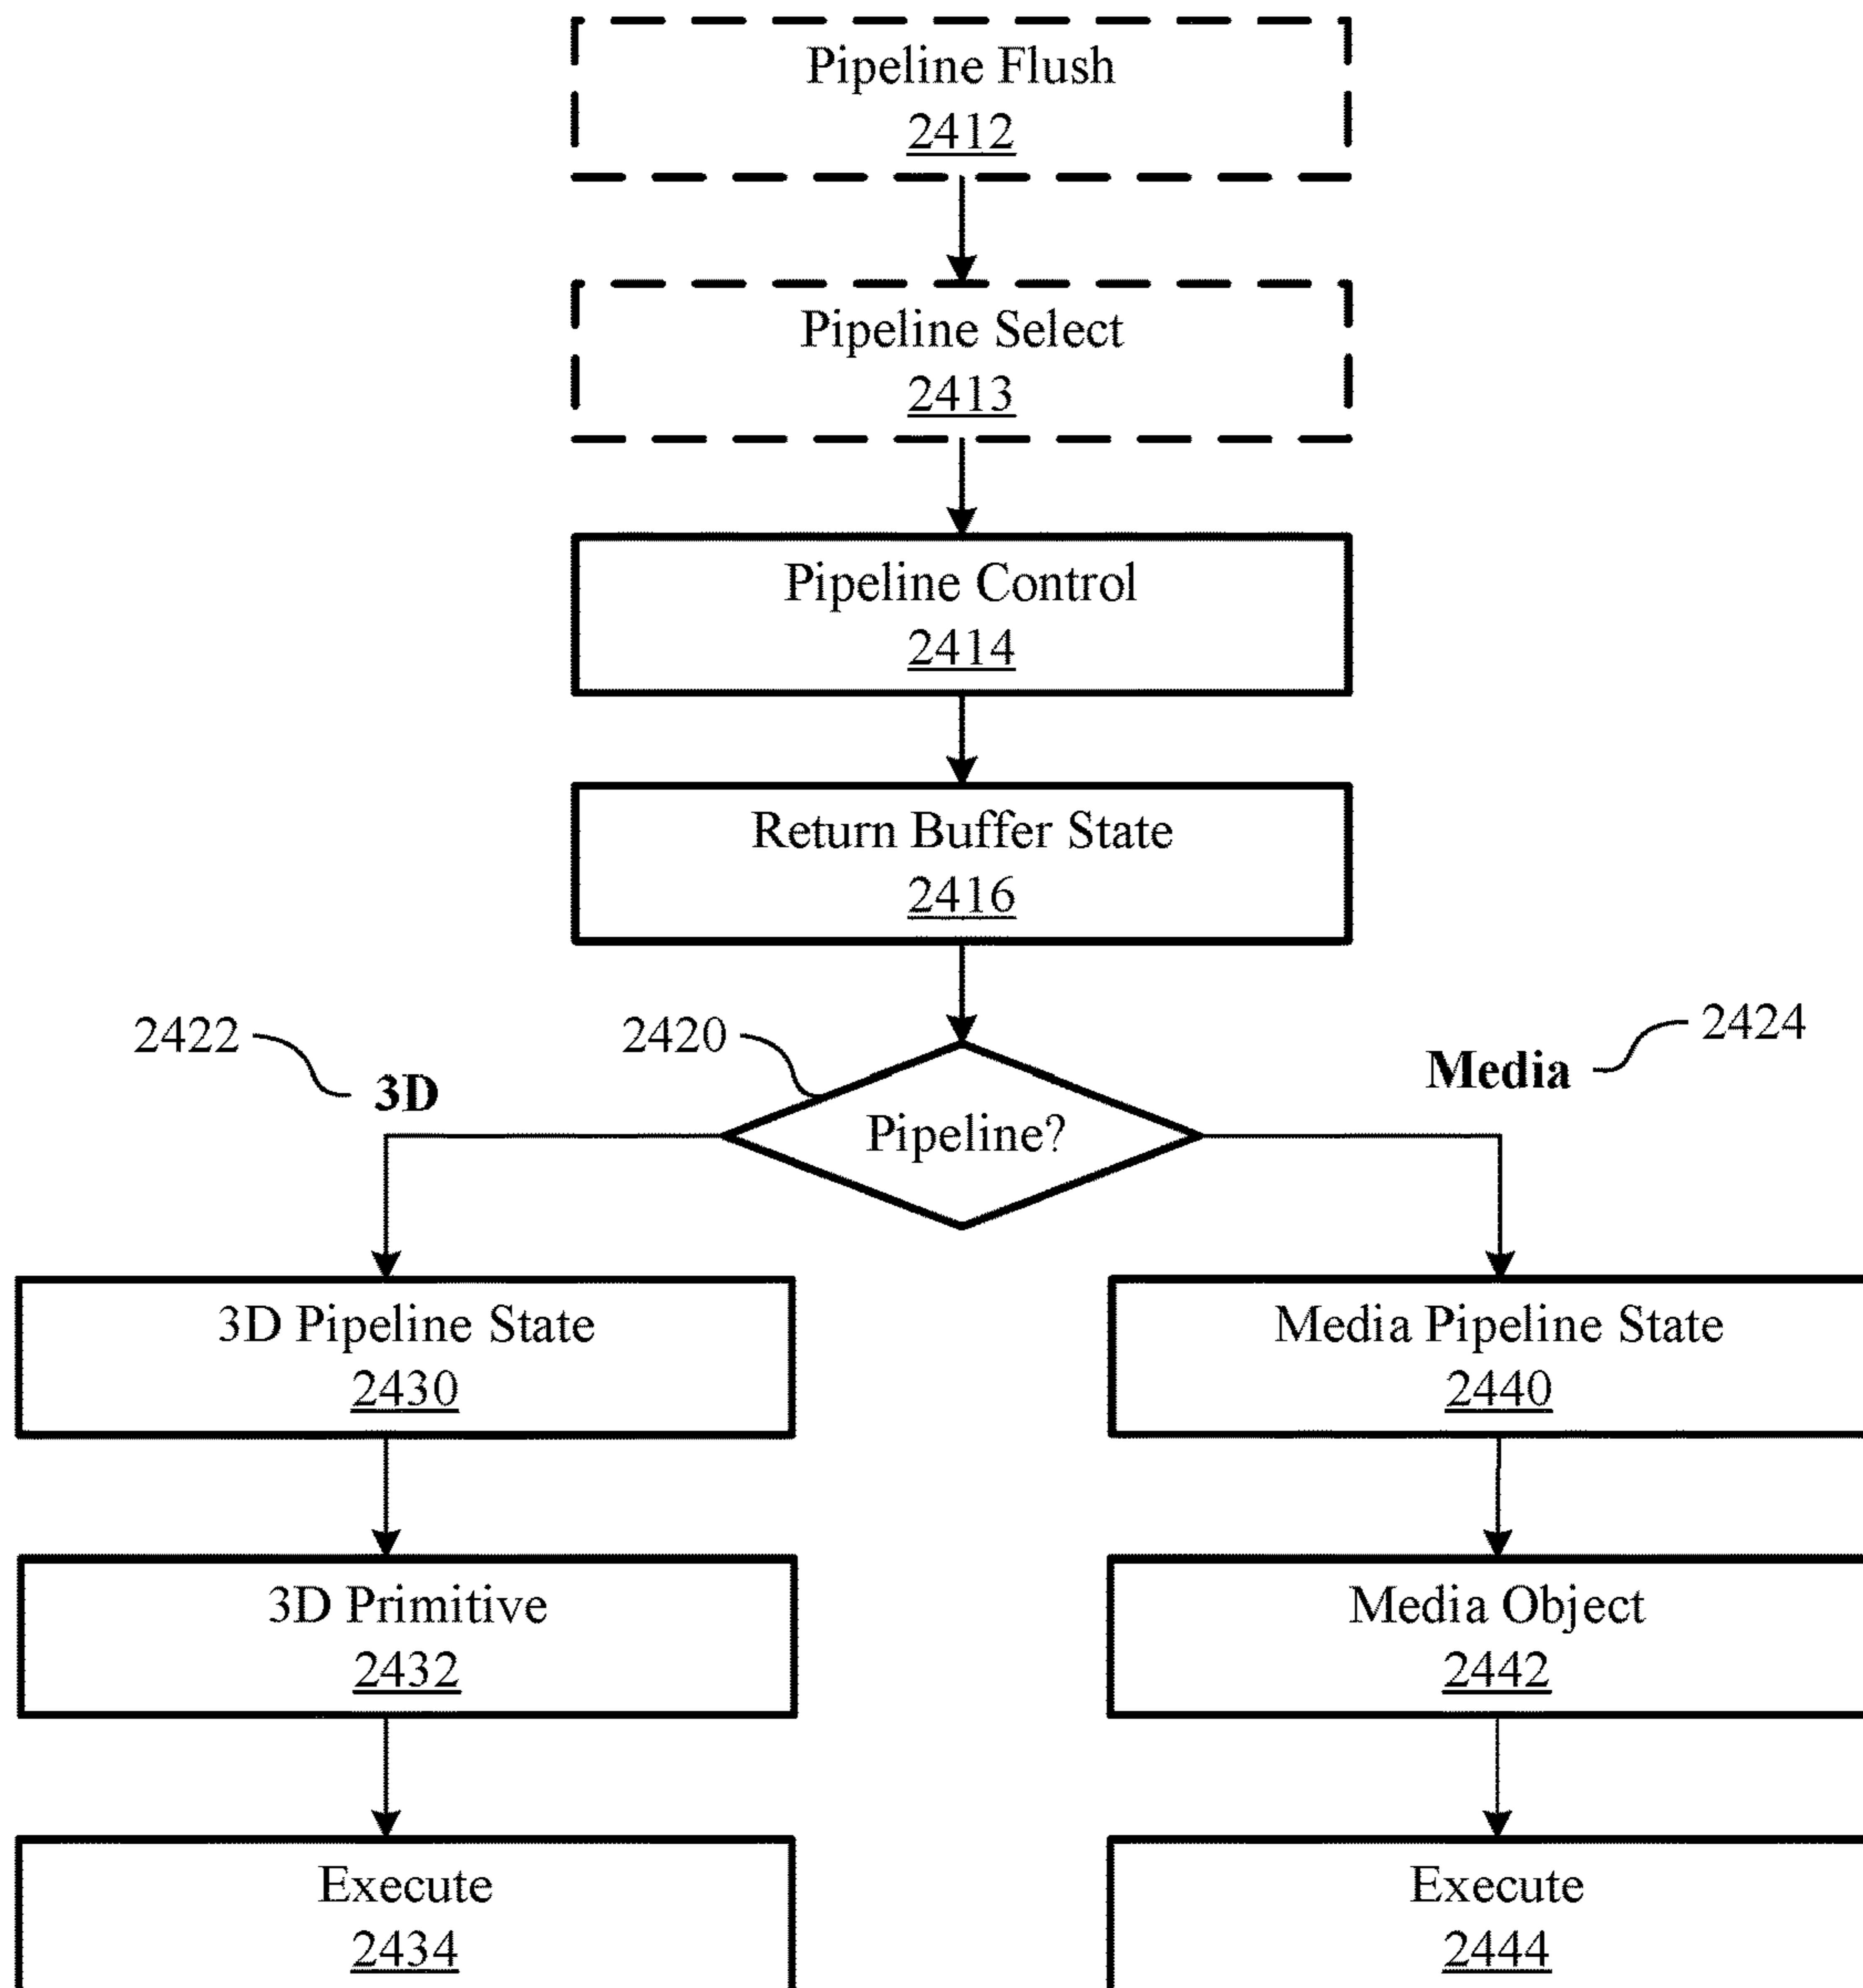 Pipeline Flush
2412
Pipeline Select
2413
Pipeline Control
2414
Return Buffer State
2416
2422
2420
2424
3D
Media
Pipeline?
3D Pipeline State
2430
Media Pipeline State
2440
3D Primitive
2432
Media Object
2442
Execute
2434
Execute
2444